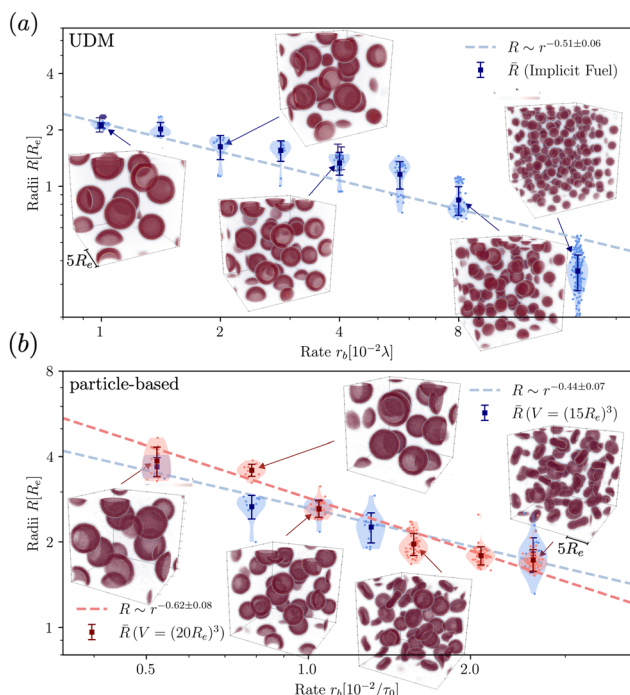 (a)
UDM
R ∼ r^{−0.51±0.06}
R̄ (Implicit Fuel)
Radii R[R_e]
4
2
1
5R_e
1
2
4
8
Rate r_b[10^{−2}λ]
(b)
particle-based
R ∼ r^{−0.44±0.07}
R̄(V = (15R_e)^3)
Radii R[R_e]
8
4
2
1
5R_e
R ∼ r^{−0.62±0.08}
R̄(V = (20R_e)^3)
0.5
1.0
2.0
Rate r_b[10^{−2}/τ_0]